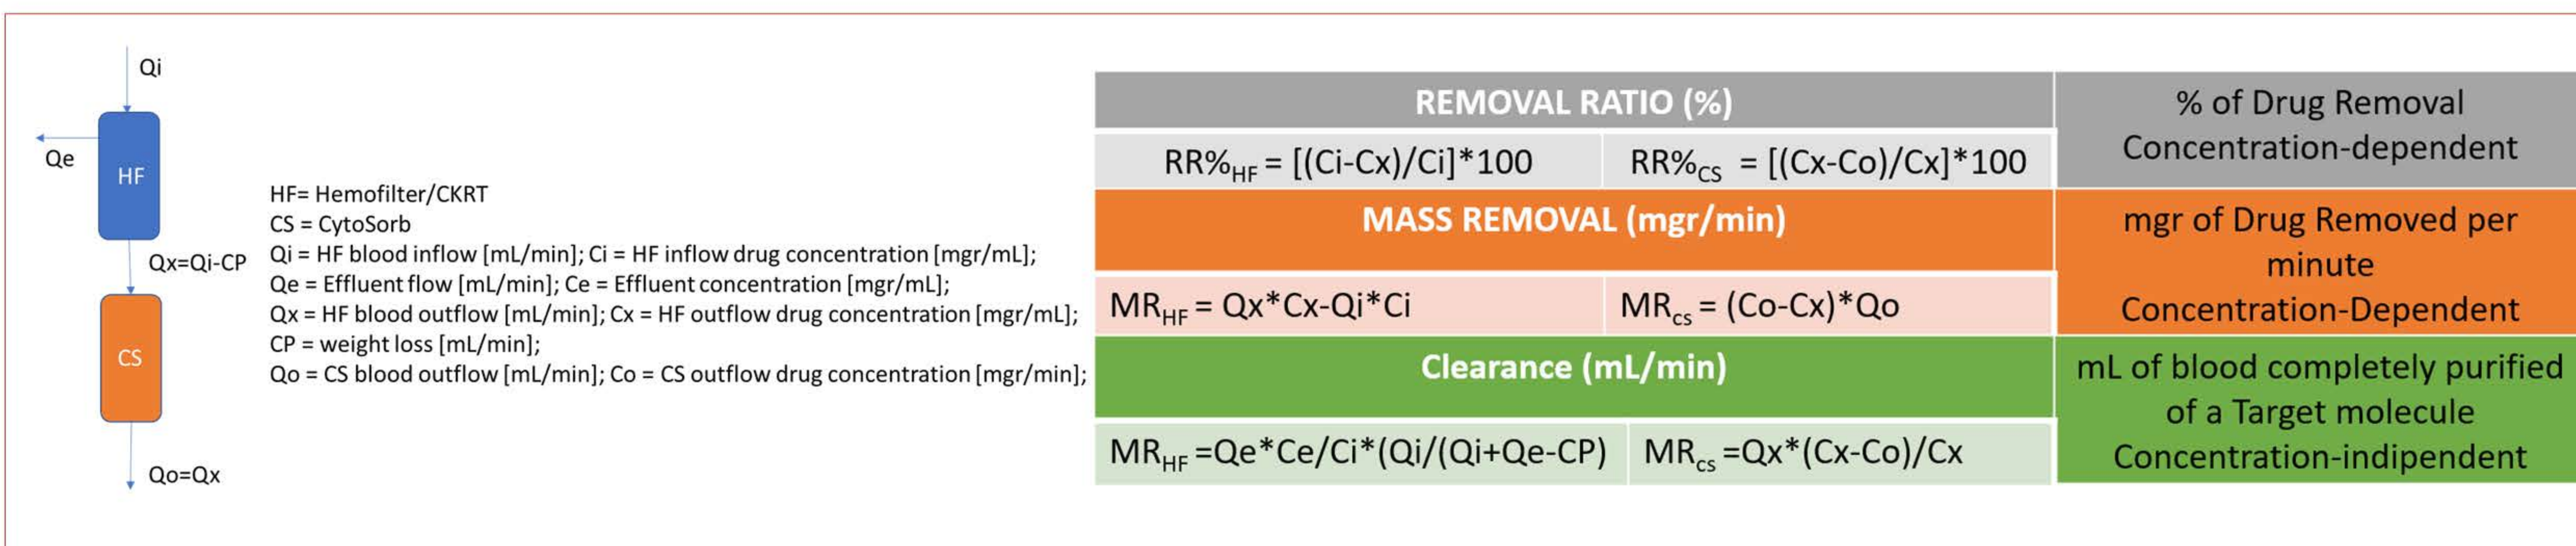 Qi
Qe
HF
Qx=Qi-CP
CS
Qo=Qx
HF= Hemofilter/CKRT
CS = CytoSorb
Qi = HF blood inflow [mL/min]; Ci = HF inflow drug concentration [mgr/mL];
Qe = Effluent flow [mL/min]; Ce = Effluent concentration [mgr/mL];
Qx = HF blood outflow [mL/min]; Cx = HF outflow drug concentration [mgr/mL];
CP = weight loss [mL/min];
Qo = CS blood outflow [mL/min]; Co = CS outflow drug concentration [mgr/min];
REMOVAL RATIO (%)
% of Drug Removal
Concentration-dependent
RR%HF = [(Ci-Cx)/Ci]*100
RR%CS = [(Cx-Co)/Cx]*100
MASS REMOVAL (mgr/min)
mgr of Drug Removed per
minute
Concentration-Dependent
MRHF = Qx*Cx-Qi*Ci
MRcs = (Co-Cx)*Qo
Clearance (mL/min)
mL of blood completely purified
of a Target molecule
Concentration-indipendent
MRHF =Qe*Ce/Ci*(Qi/(Qi+Qe-CP)
MRcs =Qx*(Cx-Co)/Cx